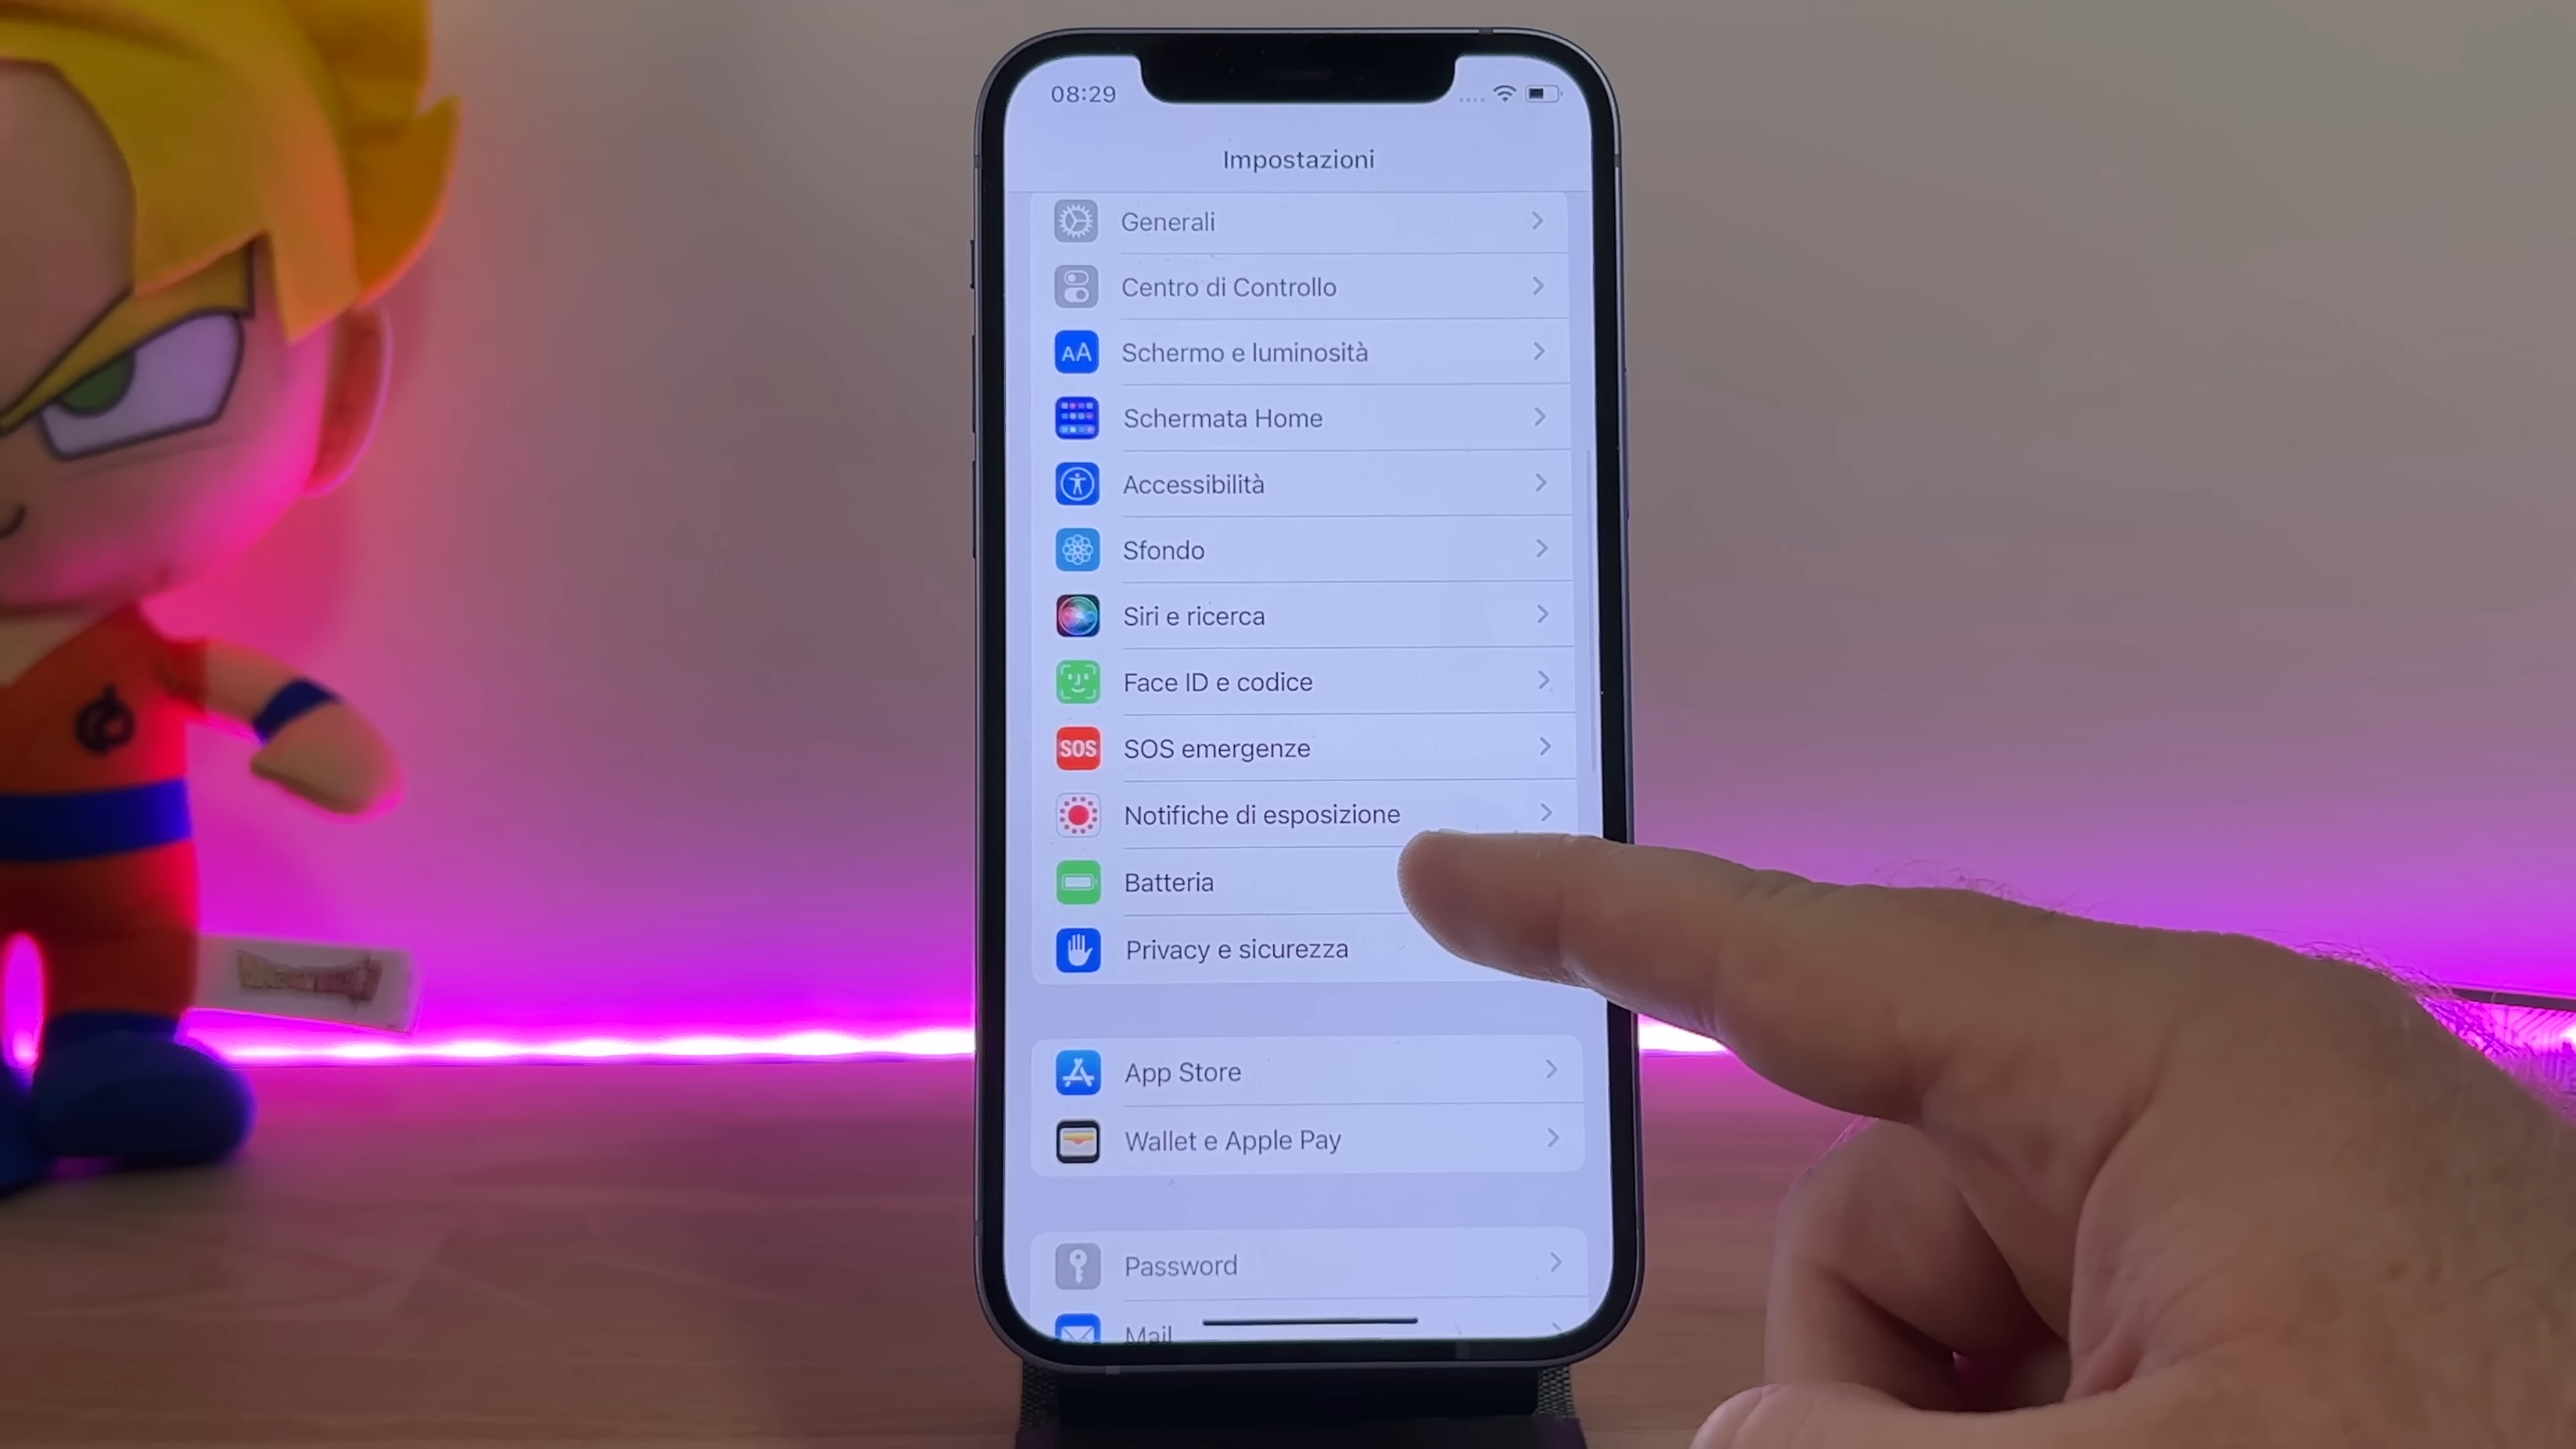 08:29
Impostazioni
Generali
Centro di Controllo
AA Schermo e luminosità
Schermata Home
Accessibilità
Sfondo
Siri e ricerca
Face ID e codice
SOS SOS emergenze
Notifiche di esposizione
Batteria
Privacy e sicurezza
App Store
Wallet e Apple Pay
Password
Mail